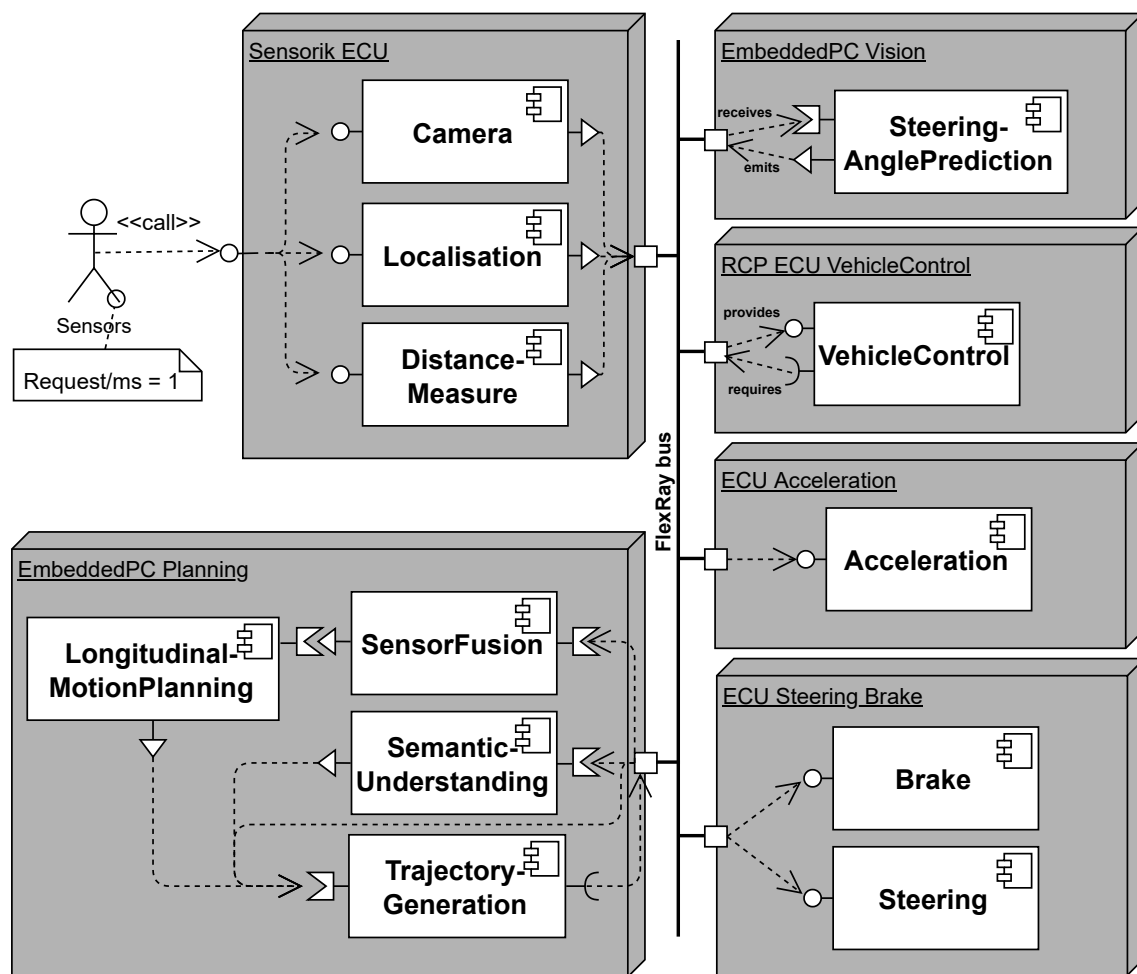 Sensorik ECU
Camera
Localisation
Distance-
Measure
<<call>>
Sensors
Request/ms = 1
FlexRay bus
EmbeddedPC Vision
receives
emits
Steering-
AnglePrediction
RCP ECU VehicleControl
provides
requires
VehicleControl
ECU Acceleration
Acceleration
EmbeddedPC Planning
Longitudinal-
MotionPlanning
SensorFusion
Semantic-
Understanding
Trajectory-
Generation
ECU Steering Brake
Brake
Steering